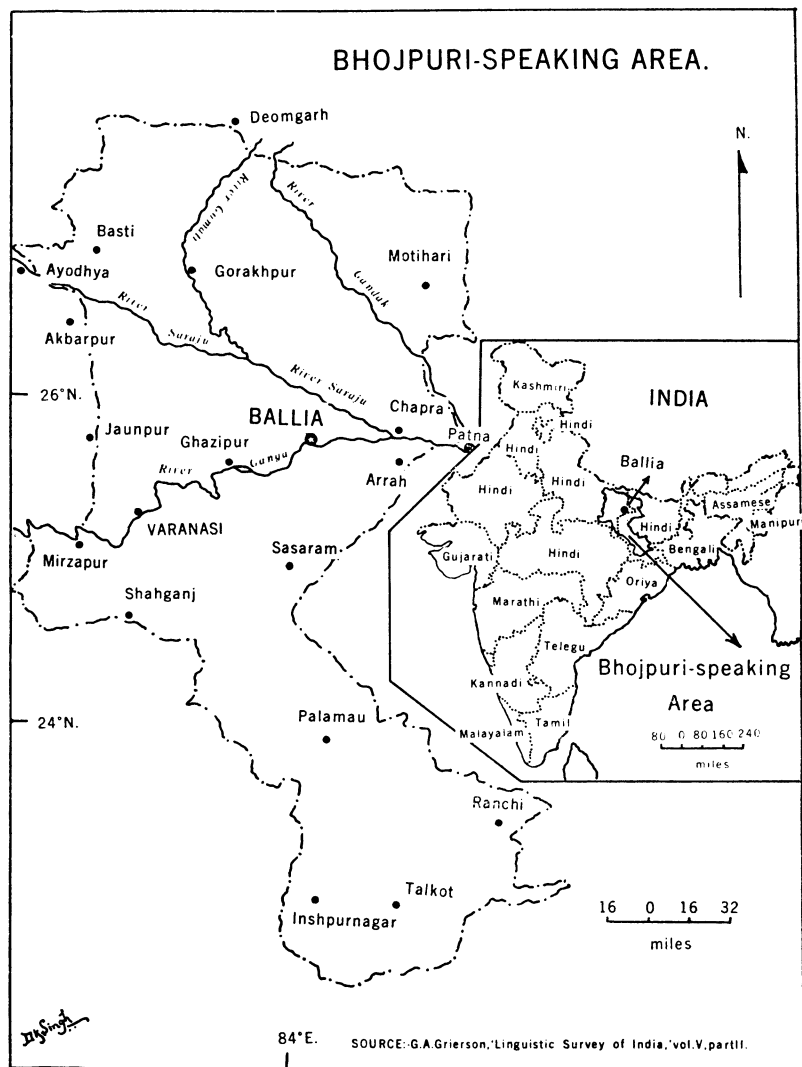 BHOJPURI-SPEAKING AREA.
Deomgarh
N.
River Gumati
River
Gandak
Basti
Motihari
Ayodhya
Gorakhpur
River
Saraju
Akbarpur
River Saraju
26°N.
Kashmiri
INDIA
BALLIA
Chapra
Hindi
Jaunpur
Patna
Ghazipur
Hindi
River
Ganga
Arrah
Ballia
Hindi
Hindi
Assamese
VARANASI
Hindi
Manipuri
Mirzapur
Sasaram
Gujarati
Hindi
Bengali
Oriya
Shahganj
Marathi
Telegu
Bhojpuri-speaking
Area
Kannadi
24°N.
Palamau
Malayalam
Tamil
80 0 80 160 240
miles
Ranchi
Talkot
Inshpurnagar
16 0 16 32
miles
DKSingh
84°E.
SOURCE:-G.A.Grierson,'Linguistic Survey of India,'vol.V,partII.